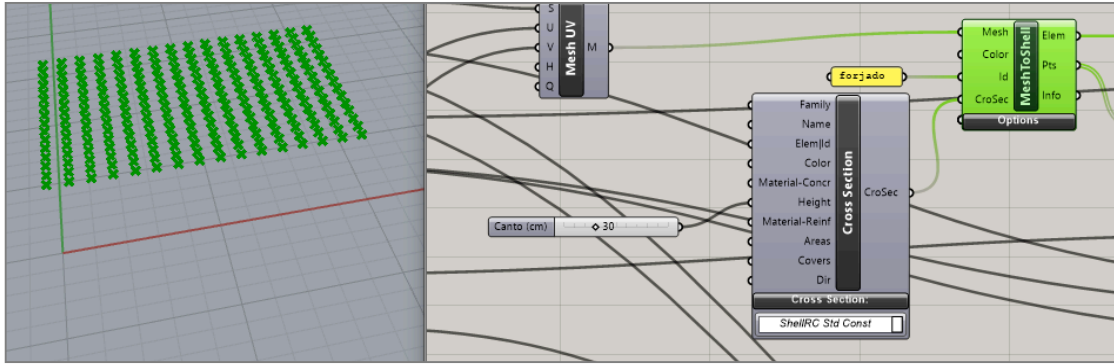 S
U
V
H
Q
Mesh UV
M
forjado
Mesh
Color
Id
CroSec
MeshToShell
Elem
Pts
Info
Options
Family
Name
Elem|Id
Color
Material-Concr
Height
Material-Reinf
Areas
Covers
Dir
Cross Section
CroSec
Cross Section:
ShellRC Std Const
Canto (cm)
30